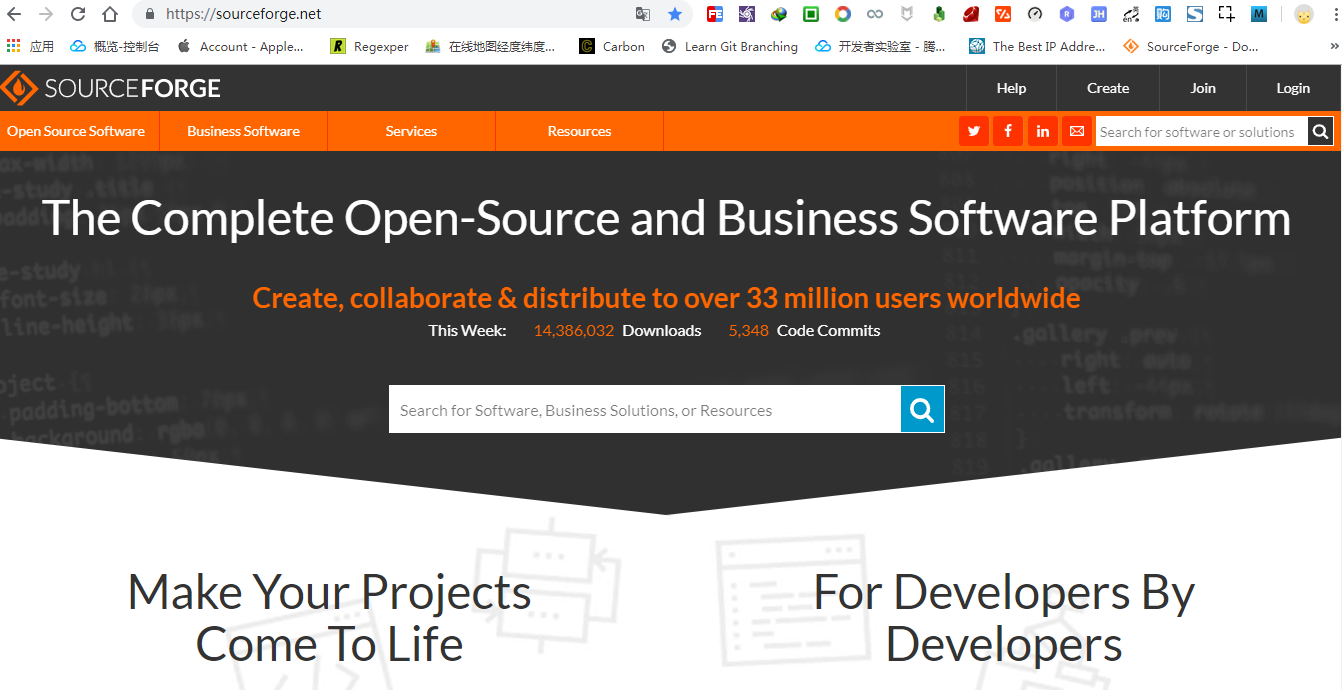 https://sourceforge.net
应用
概览-控制台
Account - Apple...
Regexper
在线地图经度纬度...
Carbon
Learn Git Branching
开发者实验室 - 腾...
The Best IP Addre...
SourceForge - Do...
SOURCEFORGE
Help
Create
Join
Login
Open Source Software
Business Software
Services
Resources
Search for software or solutions
The Complete Open-Source and Business Software Platform
Create, collaborate & distribute to over 33 million users worldwide
This Week: 14,386,032 Downloads 5,348 Code Commits
Search for Software, Business Solutions, or Resources
Make Your Projects
Come To Life
For Developers By
Developers